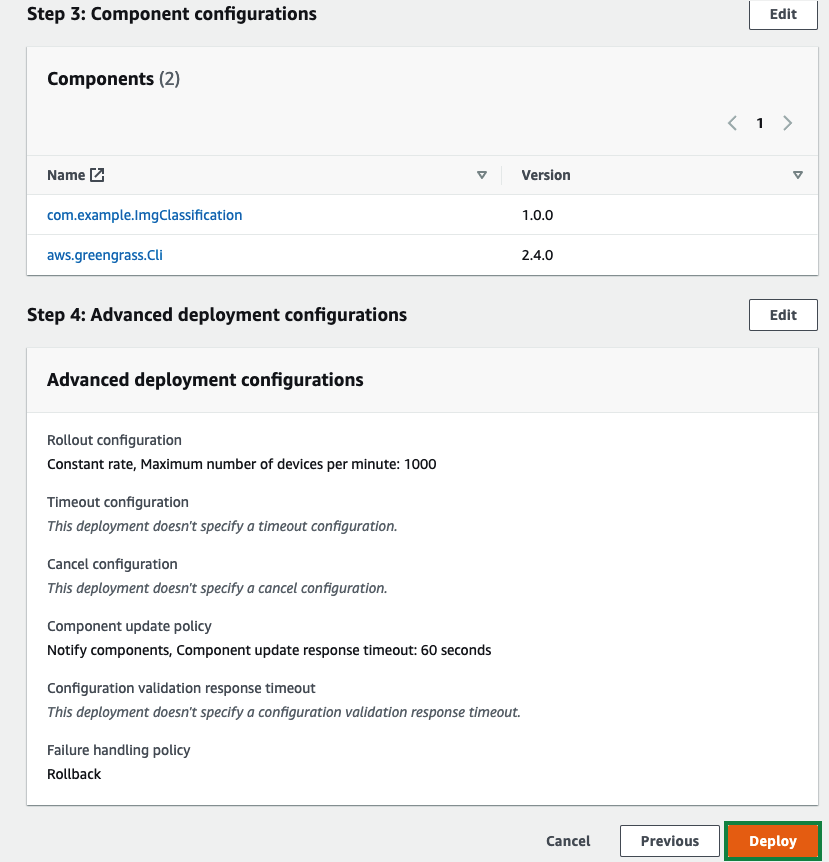 Step 3: Component configurations
Edit
Components (2)
1
Name
Version
com.example.ImgClassification
1.0.0
aws.greengrass.Cli
2.4.0
Step 4: Advanced deployment configurations
Edit
Advanced deployment configurations
Rollout configuration
Constant rate, Maximum number of devices per minute: 1000
Timeout configuration
This deployment doesn't specify a timeout configuration.
Cancel configuration
This deployment doesn't specify a cancel configuration.
Component update policy
Notify components, Component update response timeout: 60 seconds
Configuration validation response timeout
This deployment doesn't specify a configuration validation response timeout.
Failure handling policy
Rollback
Cancel
Previous
Deploy